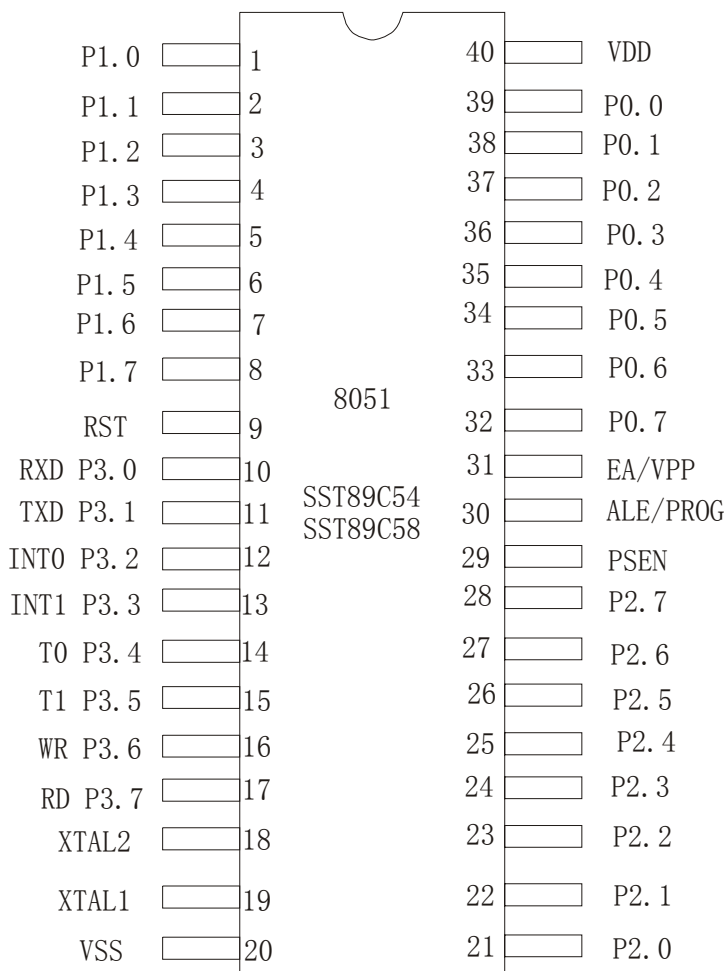 P1.0 1 40 VDD
P1.1 2 39 P0.0
P1.2 3 38 P0.1
P1.3 4 37 P0.2
P1.4 5 36 P0.3
P1.5 6 35 P0.4
P1.6 7 34 P0.5
P1.7 8 33 P0.6
8051
RST 9 32 P0.7
RXD P3.0 10 31 EA/VPP
SST89C54
TXD P3.1 11 30 ALE/PROG
SST89C58
INT0 P3.2 12 29 PSEN
INT1 P3.3 13 28 P2.7
T0 P3.4 14 27 P2.6
T1 P3.5 15 26 P2.5
WR P3.6 16 25 P2.4
RD P3.7 17 24 P2.3
XTAL2 18 23 P2.2
XTAL1 19 22 P2.1
VSS 20 21 P2.0